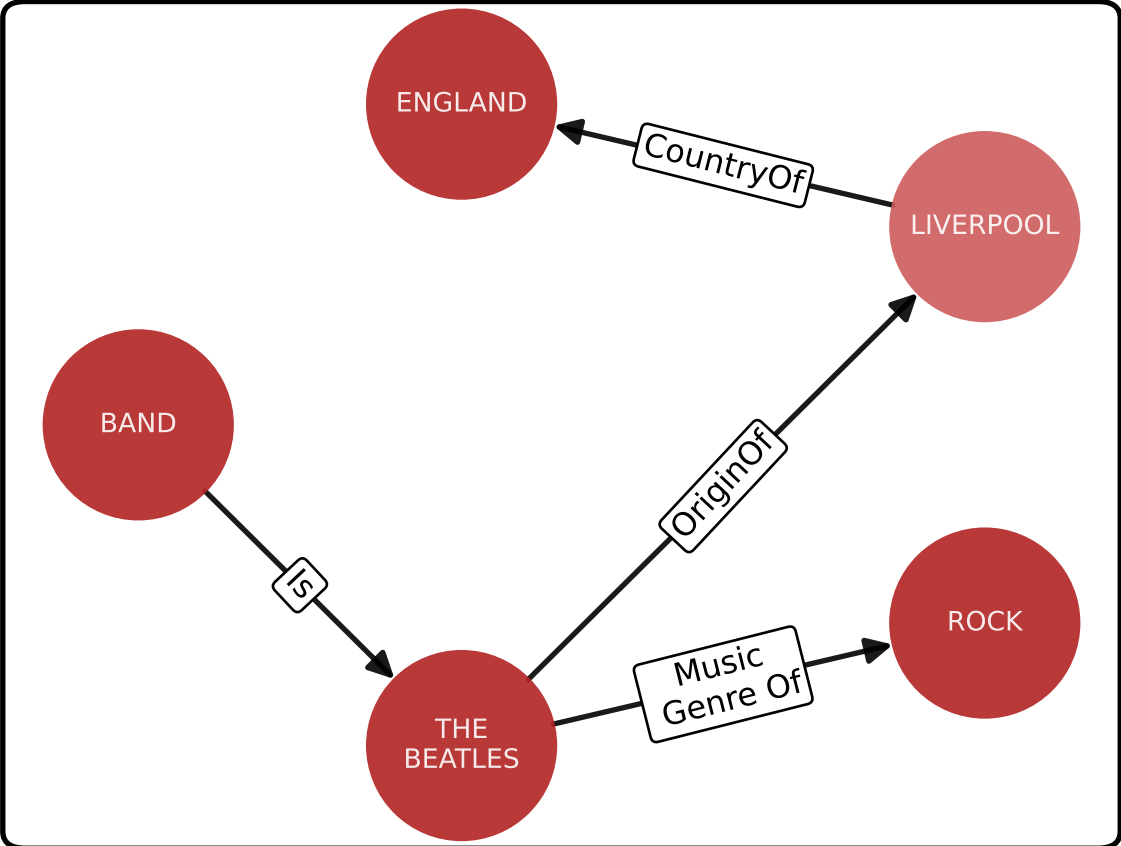 ENGLAND
CountryOf
LIVERPOOL
BAND
OriginOf
Is
ROCK
Music
Genre Of
THE
BEATLES